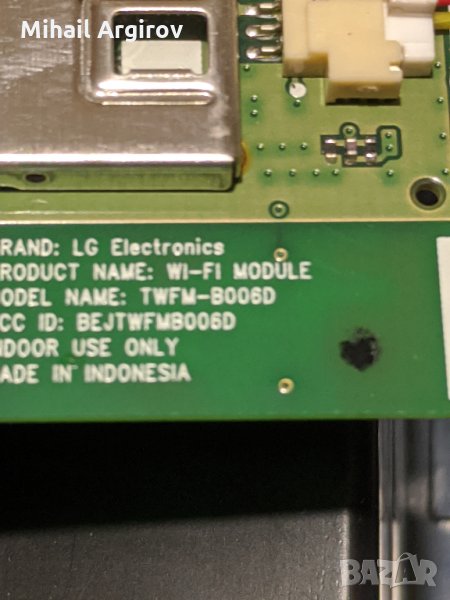 Mihail Argirov
RAND: LG Electronics
RODUCT NAME: WI-FI MODULE
ODEL NAME: TWFM-B006D
CC ID: BEJTWFMB006D
NDOOR USE ONLY
ADE IN INDONESIA
BAZAR